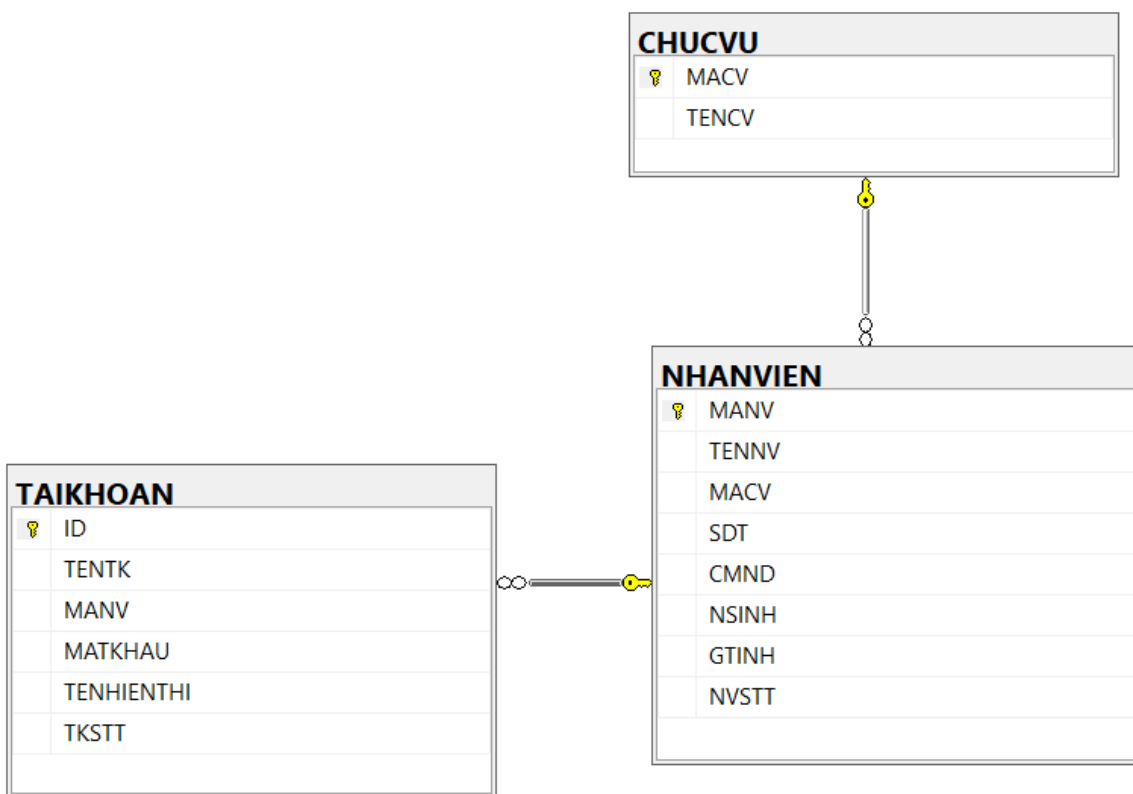 CHUCVU
MACV
TENCV
NHANVIEN
MANV
TENNV
MACV
SDT
CMND
NSINH
GTINH
NVSTT
TAIKHOAN
ID
TENTK
MANV
MATKHAU
TENHIENTHI
TKSTT